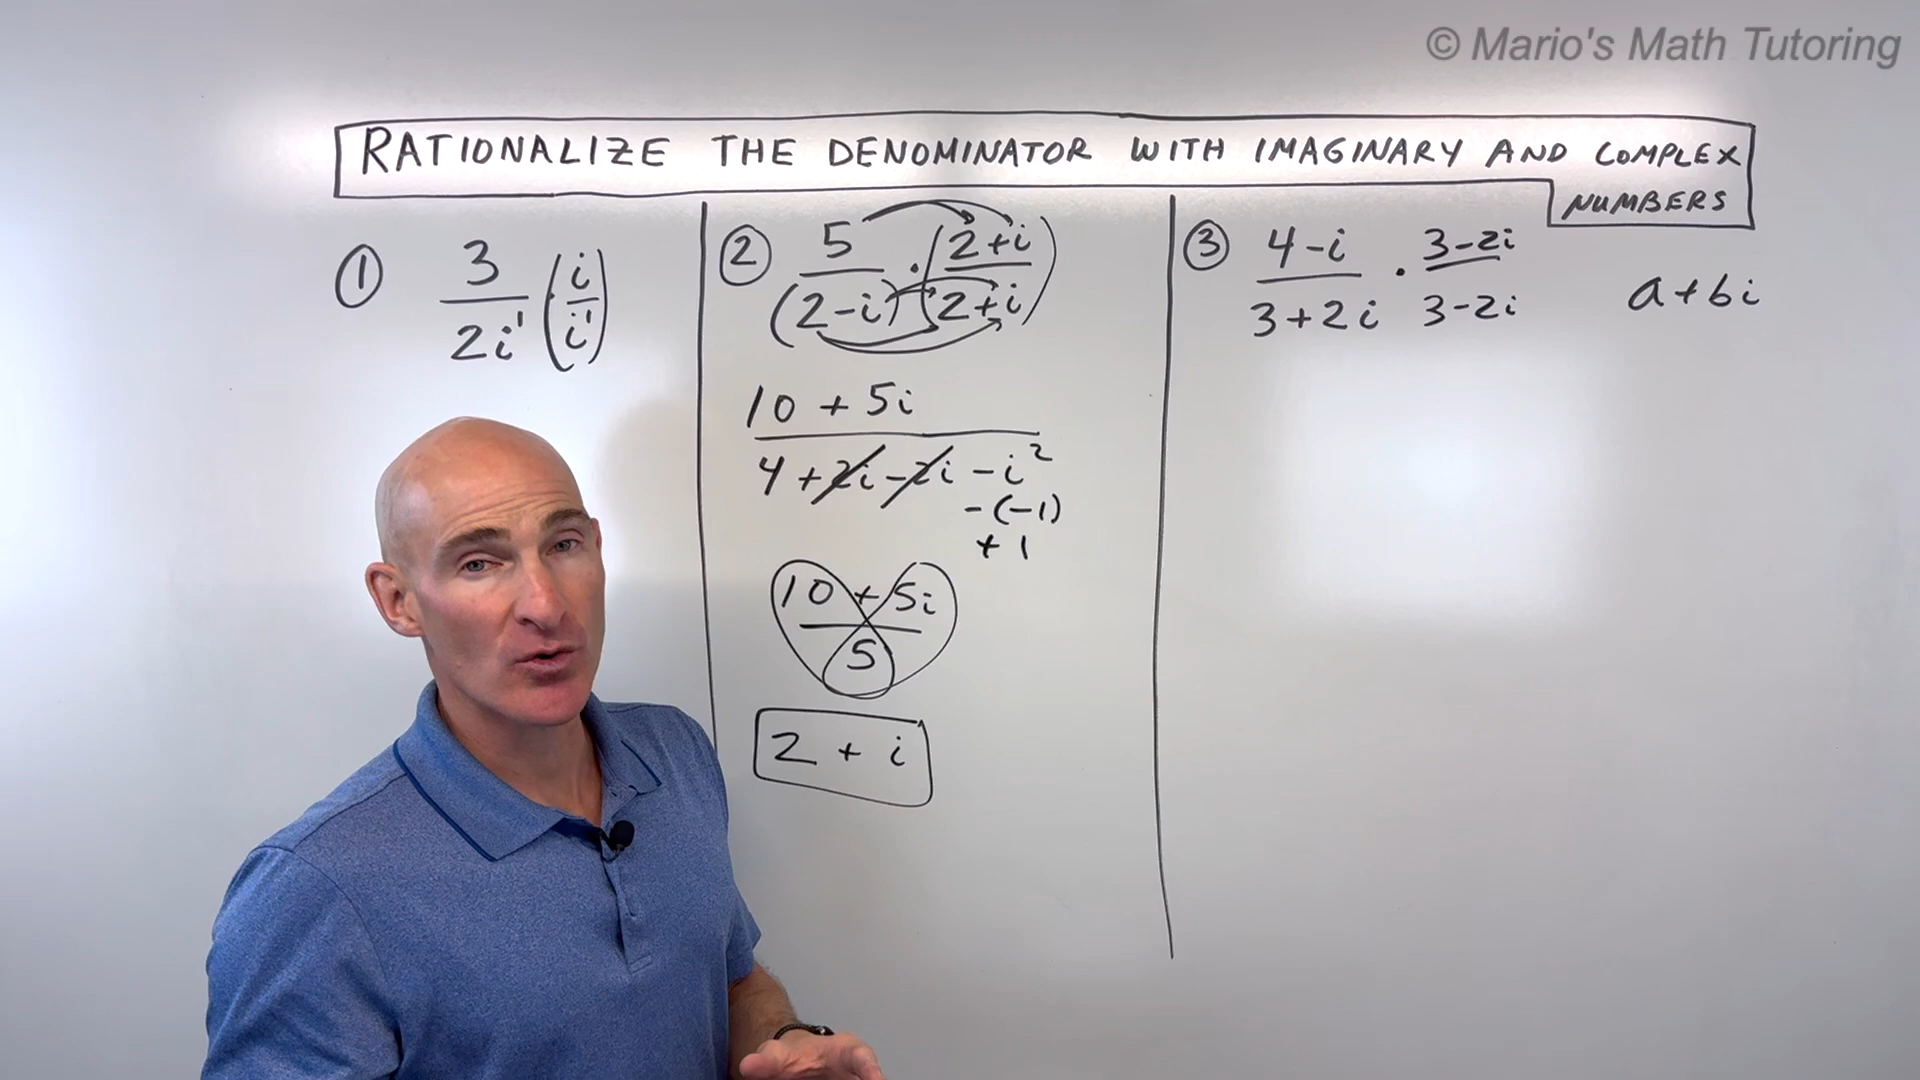 © Mario's Math Tutoring
RATIONALIZE THE DENOMINATOR WITH IMAGINARY AND COMPLEX
NUMBERS
① 3/2i¹ (i/i¹)
② 5/(2-i) · (2+i)/(2+i)
10 + 5i
4 + 2i - 2i - i²
-(-1)
+ 1
10 + 5i
5
2 + i
③ 4-i/3+2i · 3-2i/3-2i
a+bi